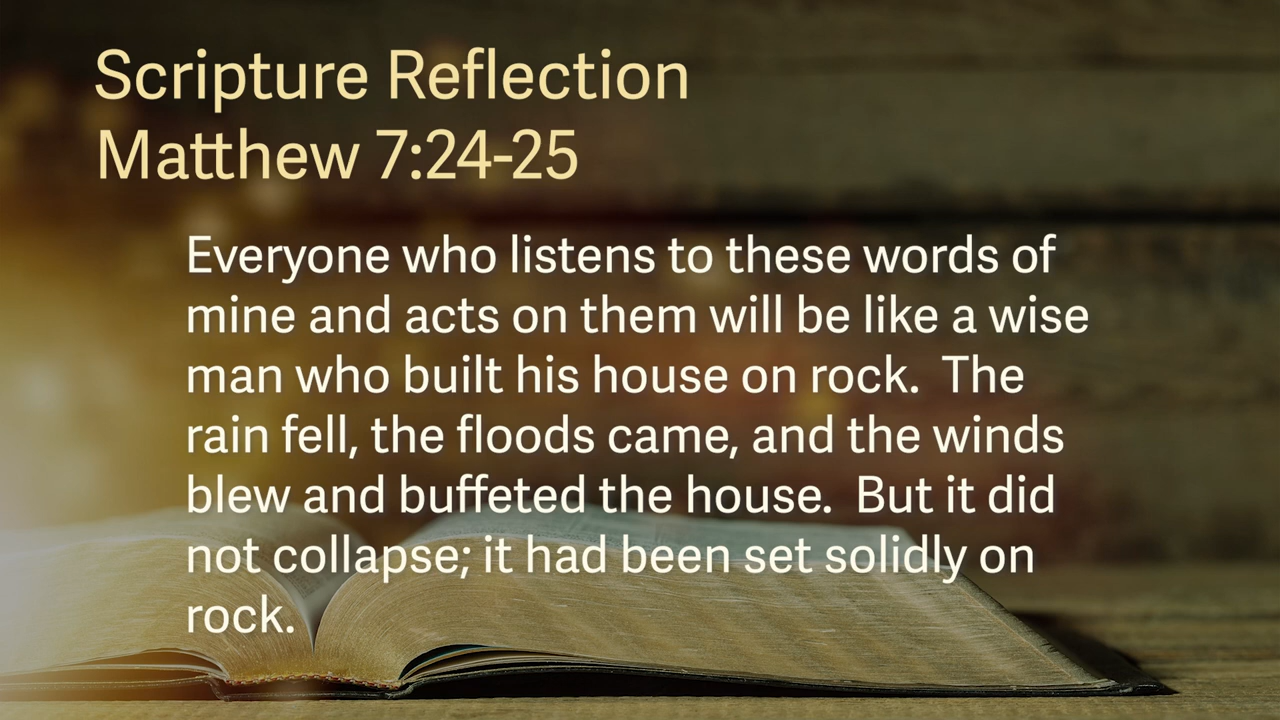 Scripture Reflection
Matthew 7:24-25
Everyone who listens to these words of
mine and acts on them will be like a wise
man who built his house on rock.  The
rain fell, the floods came, and the winds
blew and buffeted the house.  But it did
not collapse; it had been set solidly on
rock.